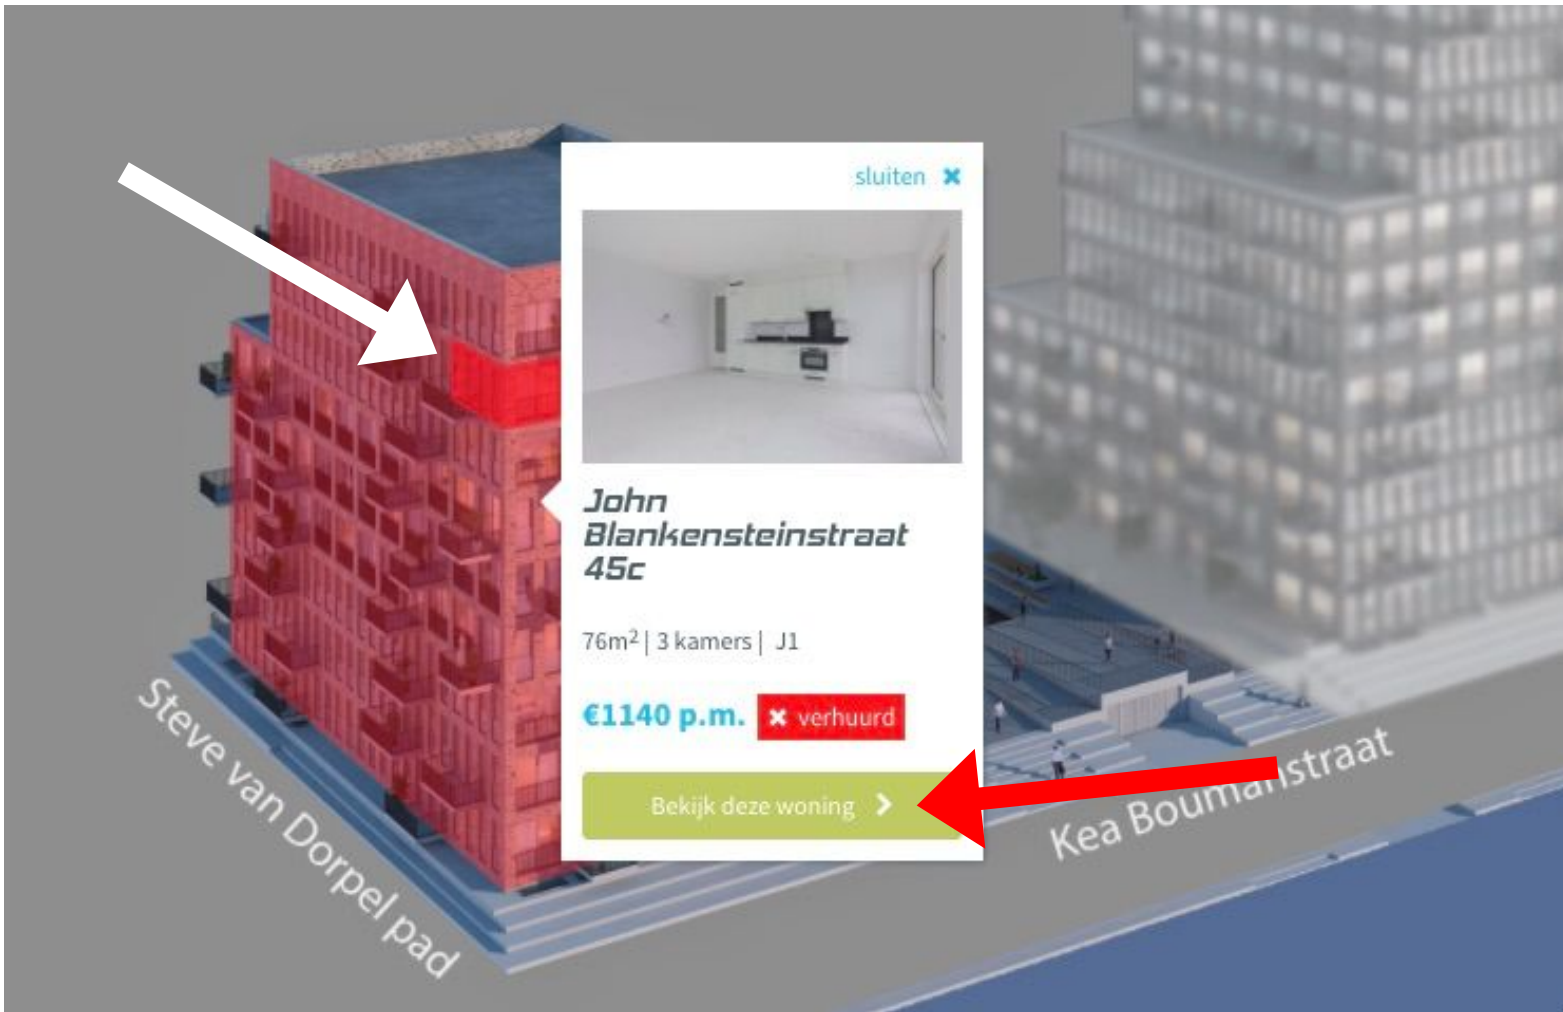 sluiten ✖
John
Blankensteinstraat
45c
76m² | 3 kamers | J1
€1140 p.m. ✖ verhuurd
Bekijk deze woning
Steve van Dorpel pad
Kea Boumanstraat